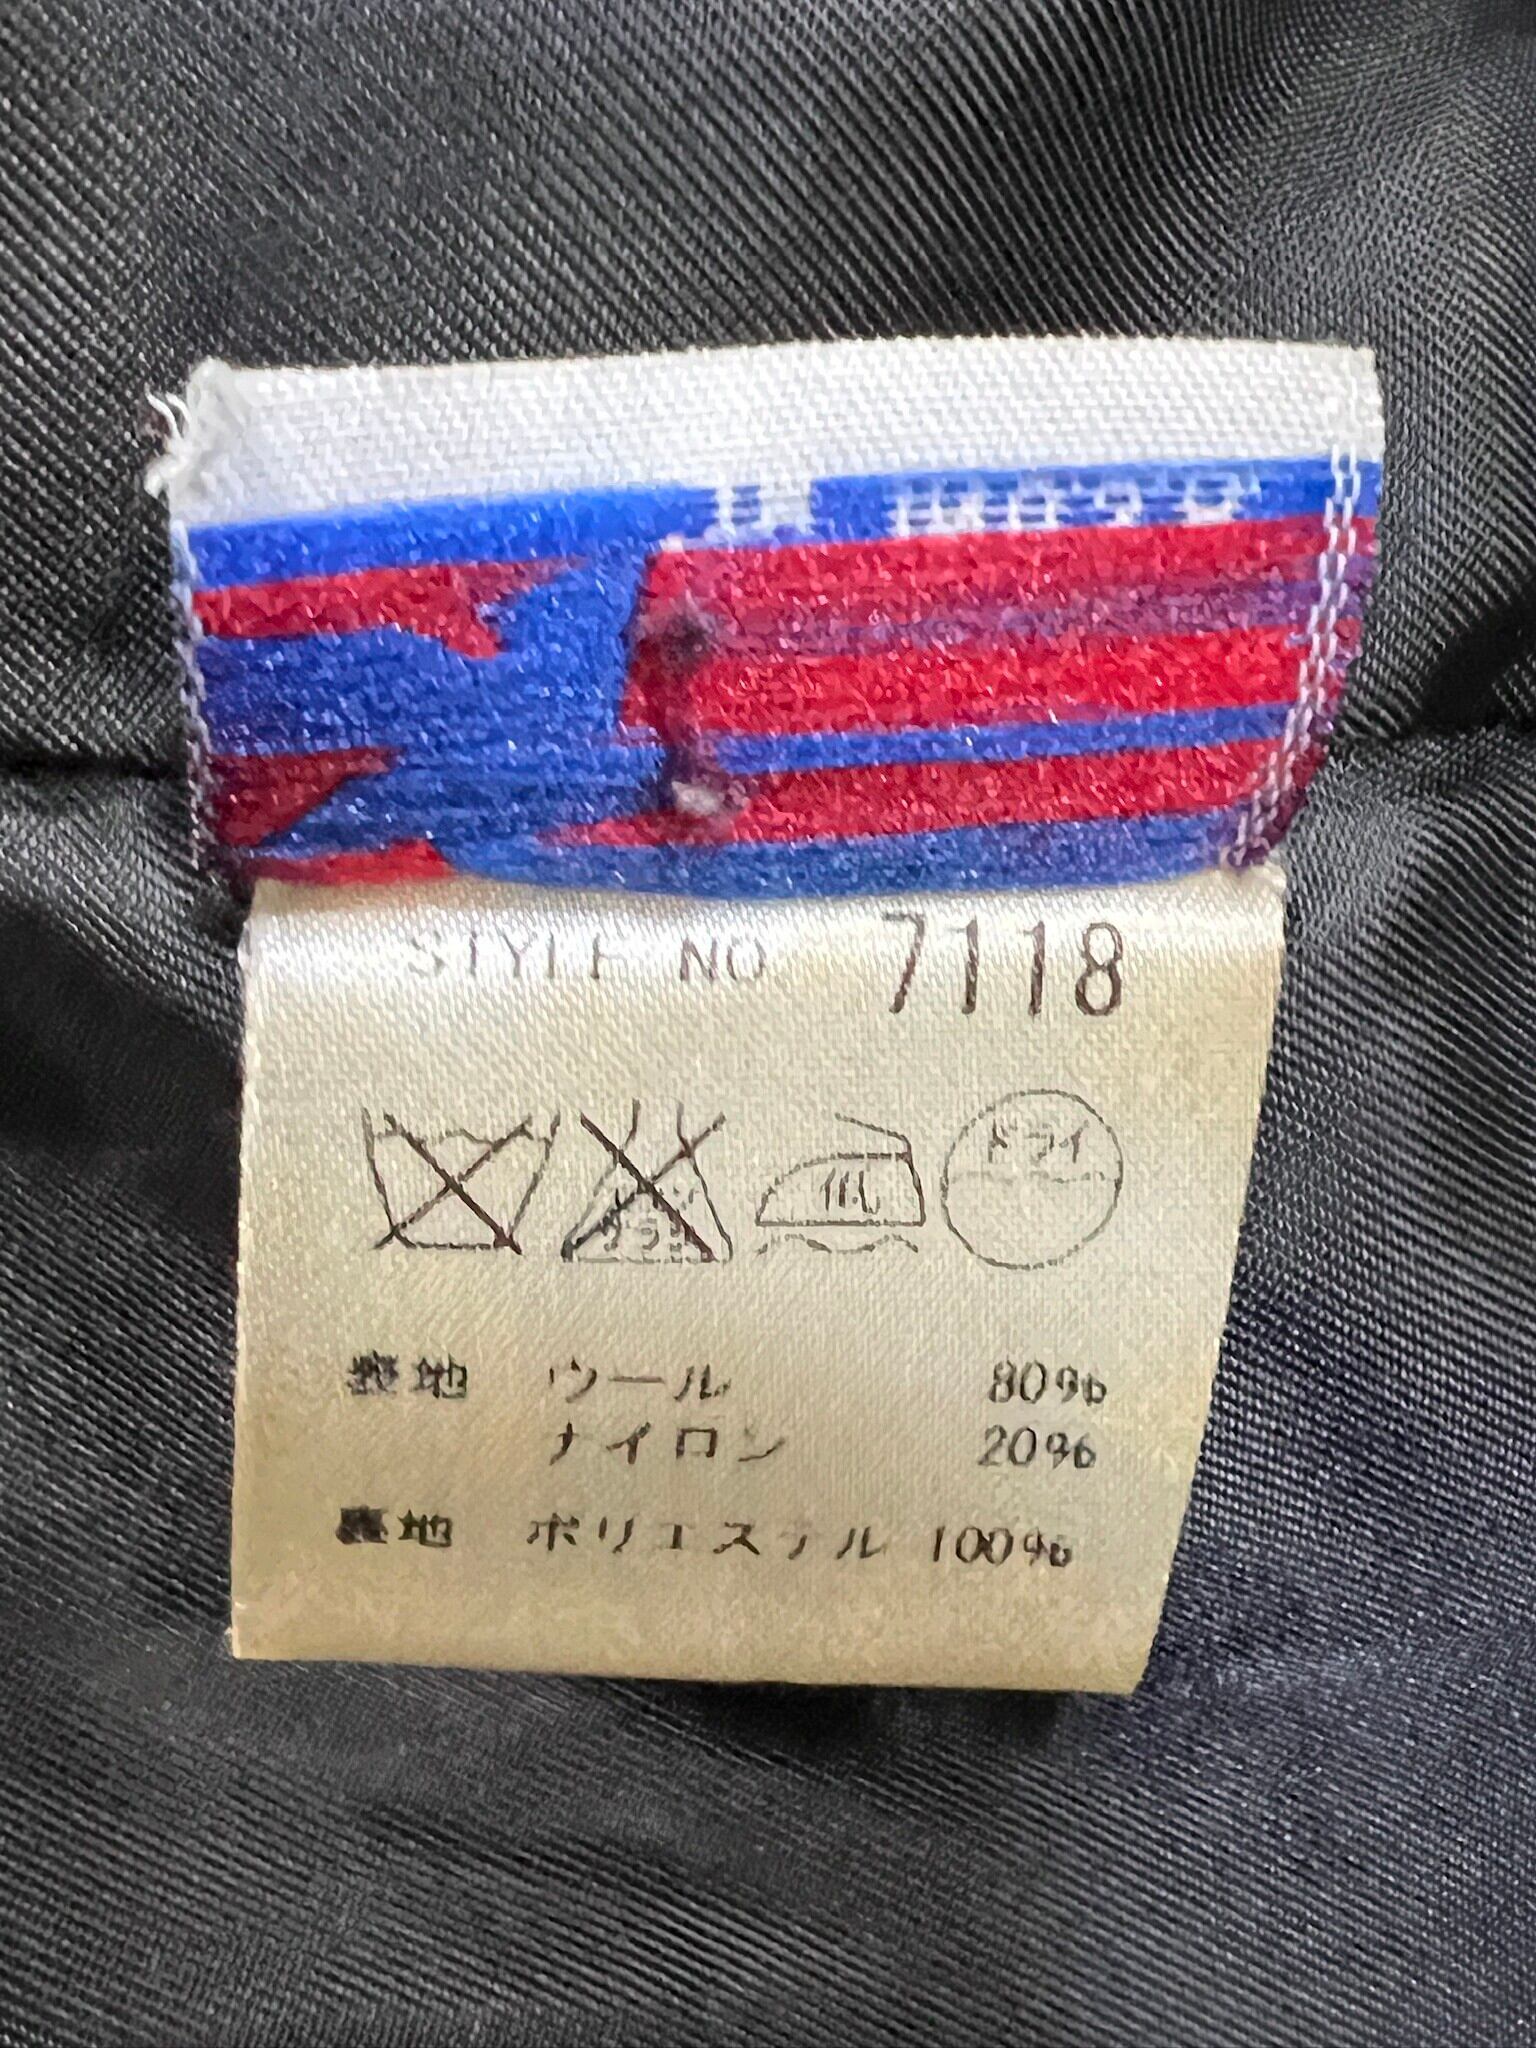 STYLE NO 7118
低 ドライ
表地 ウール 80%
ナイロン 20%
裏地 ポリエステル 100%